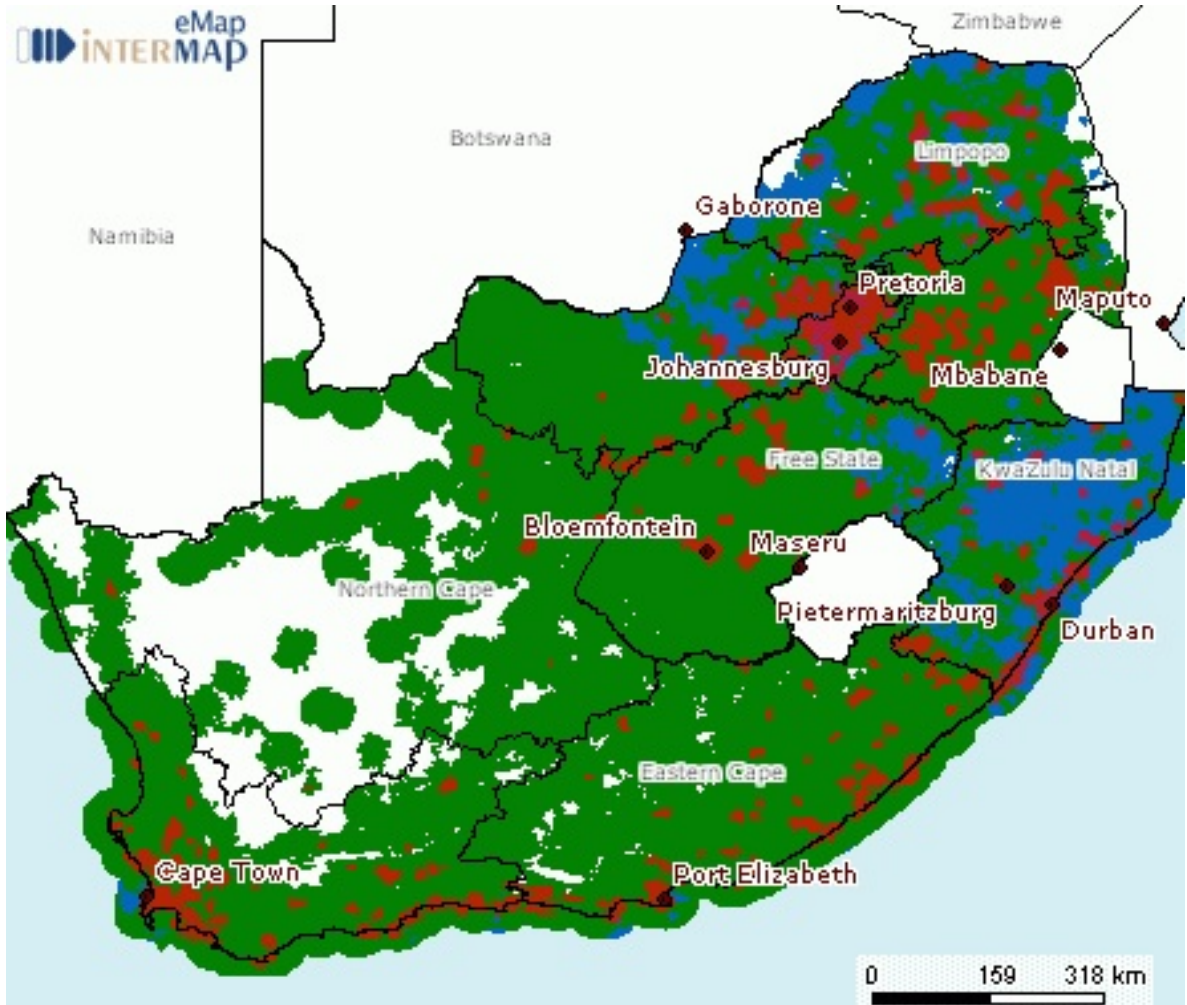 eMap
INTERMAP
Zimbabwe
Botswana
Limpopo
Gaborone
Namibia
Pretoria
Maputo
Johannesburg
Mbabane
Free State
KwaZulu Natal
Bloemfontein
Maseru
Northern Cape
Pietermaritzburg
Durban
Eastern Cape
Cape Town
Port Elizabeth
0 159 318 km